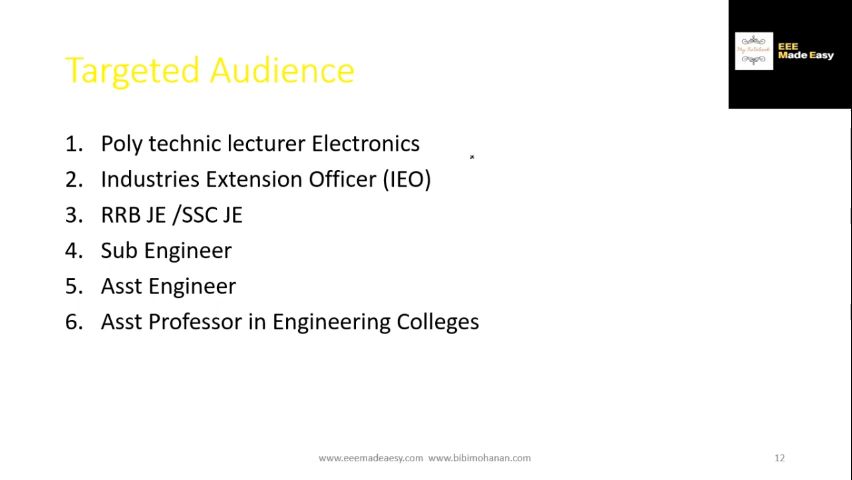 My Notebook
EEE
Made Easy
Targeted Audience
1. Poly technic lecturer Electronics
2. Industries Extension Officer (IEO)
3. RRB JE /SSC JE
4. Sub Engineer
5. Asst Engineer
6. Asst Professor in Engineering Colleges
www.eeemadeaesy.com www.bibimohanan.com
12